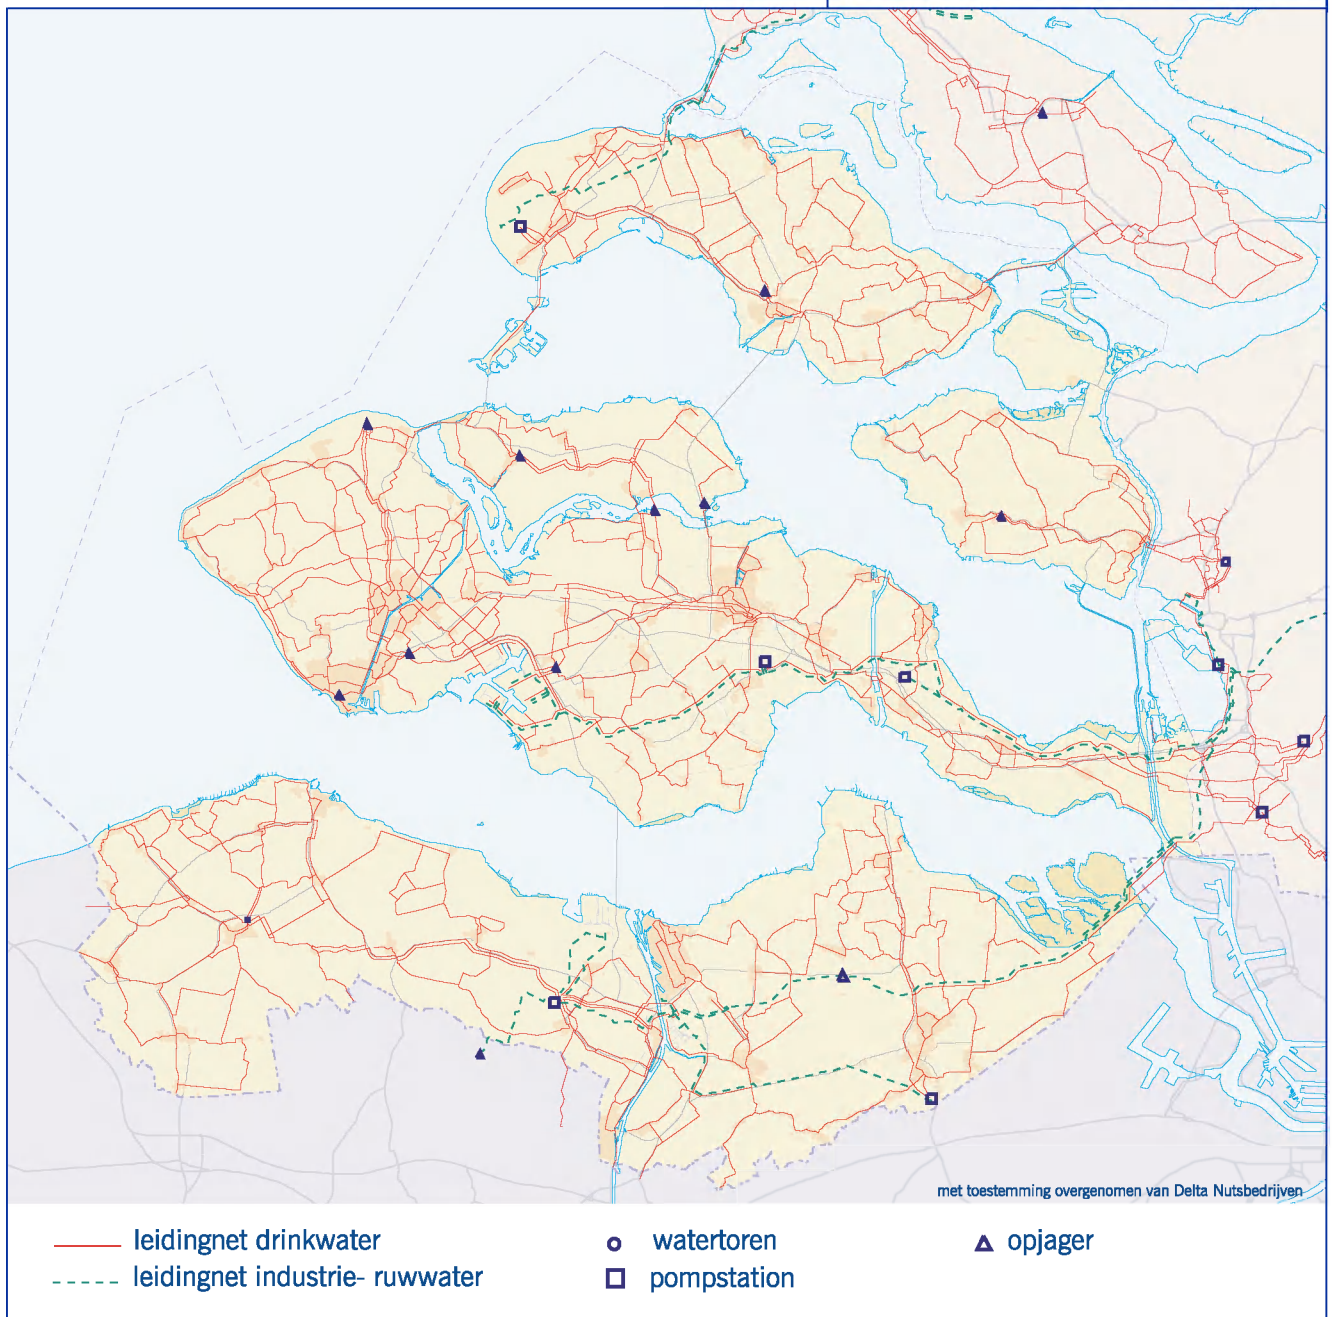 met toestemming overgenomen van Delta Nutsbedrijven
leidingnet drinkwater
watertoren
opjager
leidingnet industrie- ruwwater
pompstation